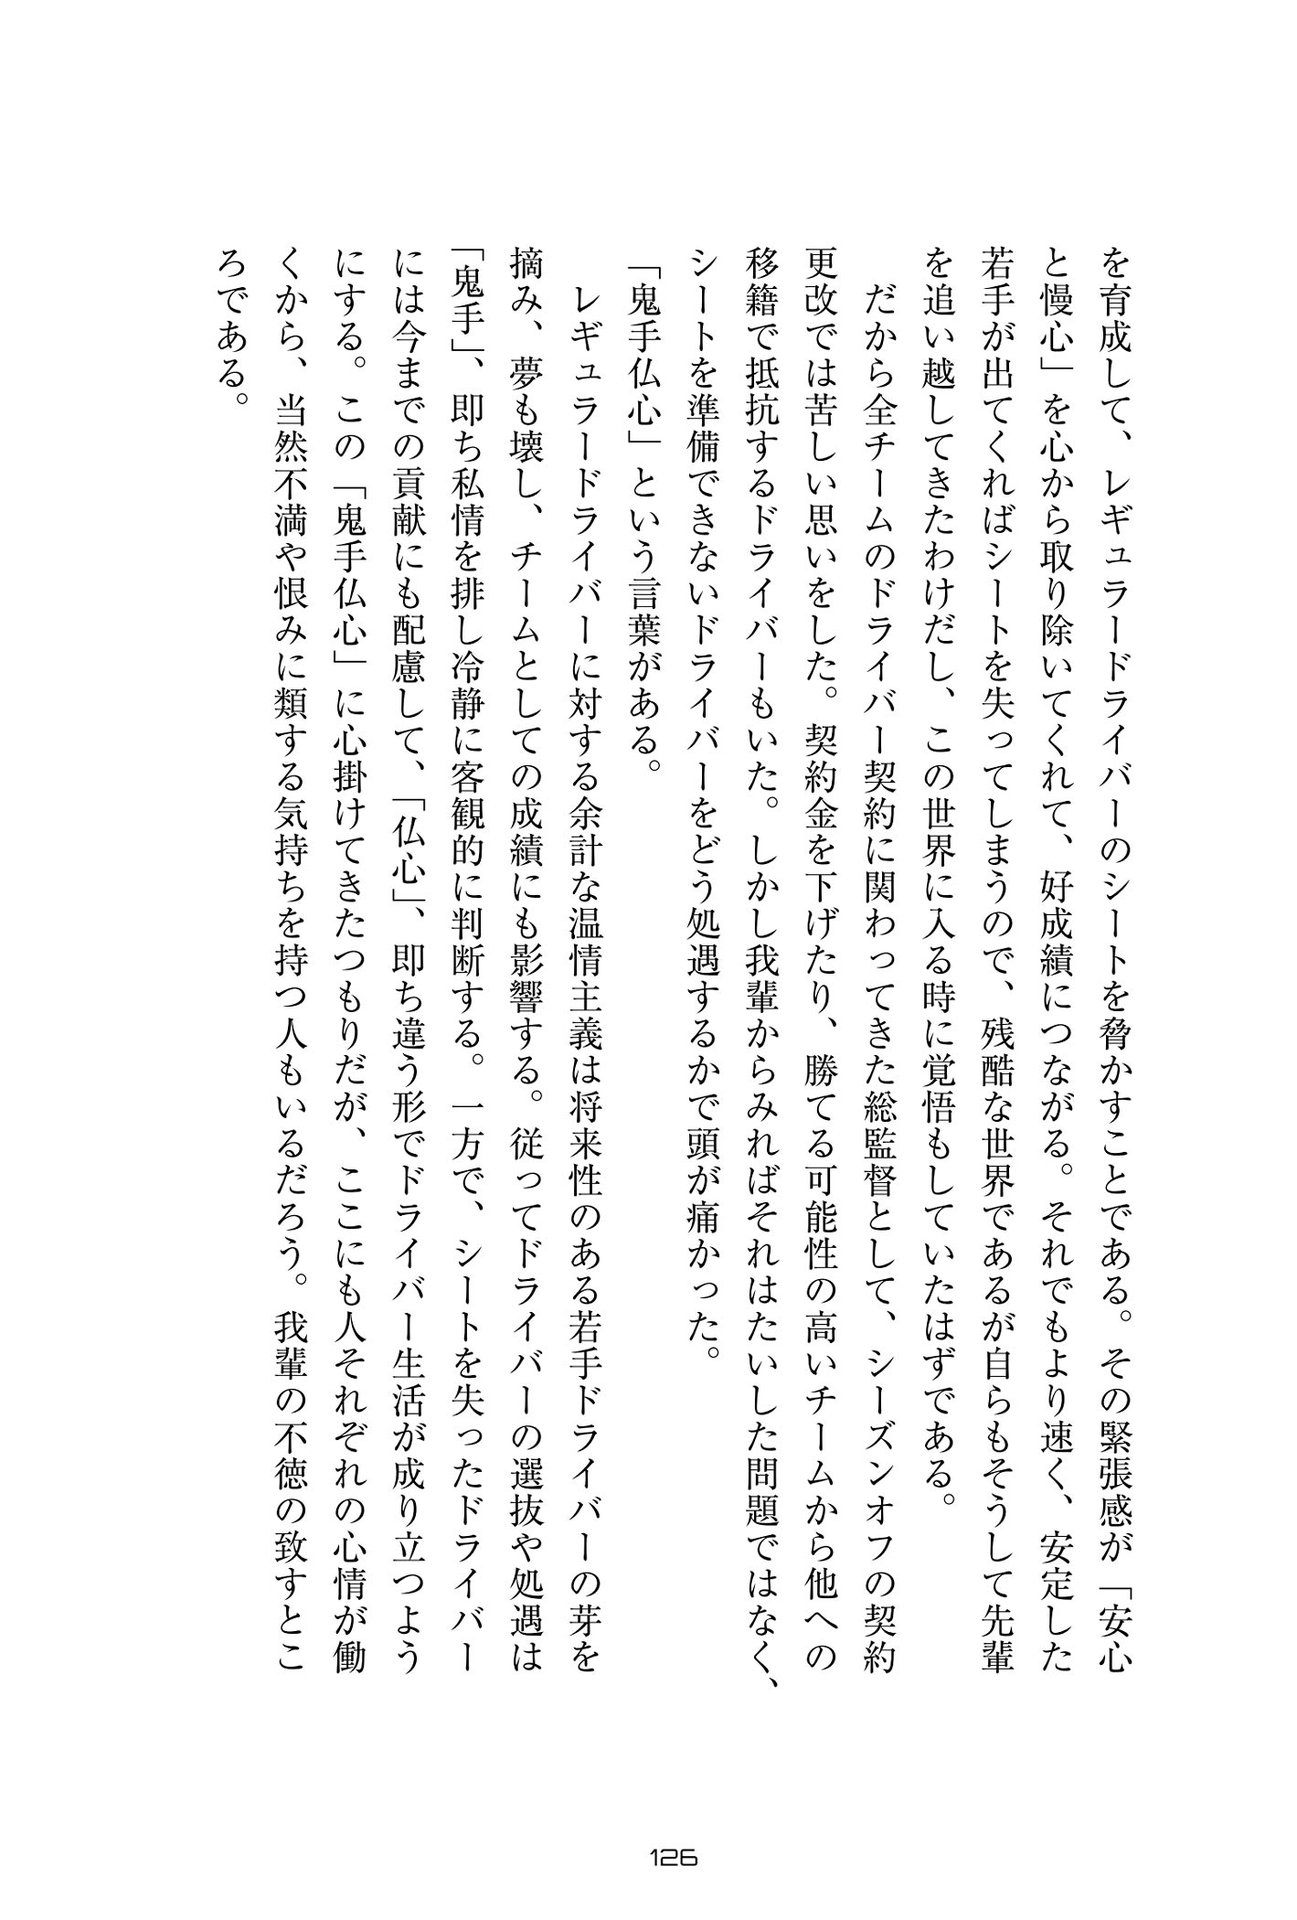 を育成して、レギュラードライバーのシートを脅かすことである。その緊張感が「安心
と慢心」を心から取り除いてくれて、好成績につながる。それでもより速く、安定した
若手が出てくればシートを失ってしまうので、残酷な世界であるが自らもそうして先輩
を追い越してきたわけだし、この世界に入る時に覚悟もしていたはずである。
だから全チームのドライバー契約に関わってきた総監督として、シーズンオフの契約
更改では苦しい思いをした。契約金を下げたり、勝てる可能性の高いチームから他への
移籍で抵抗するドライバーもいた。しかし我輩からみればそれはたいした問題ではなく、
シートを準備できないドライバーをどう処遇するかで頭が痛かった。
「鬼手仏心」という言葉がある。
レギュラードライバーに対する余計な温情主義は将来性のある若手ドライバーの芽を
摘み、夢も壊し、チームとしての成績にも影響する。従ってドライバーの選抜や処遇は
「鬼手」、即ち私情を排し冷静に客観的に判断する。一方で、シートを失ったドライバー
には今までの貢献にも配慮して、「仏心」、即ち違う形でドライバー生活が成り立つよう
にする。この「鬼手仏心」に心掛けてきたつもりだが、ここにも人それぞれの心情が働
くから、当然不満や恨みに類する気持ちを持つ人もいるだろう。我輩の不徳の致すとこ
ろである。
126